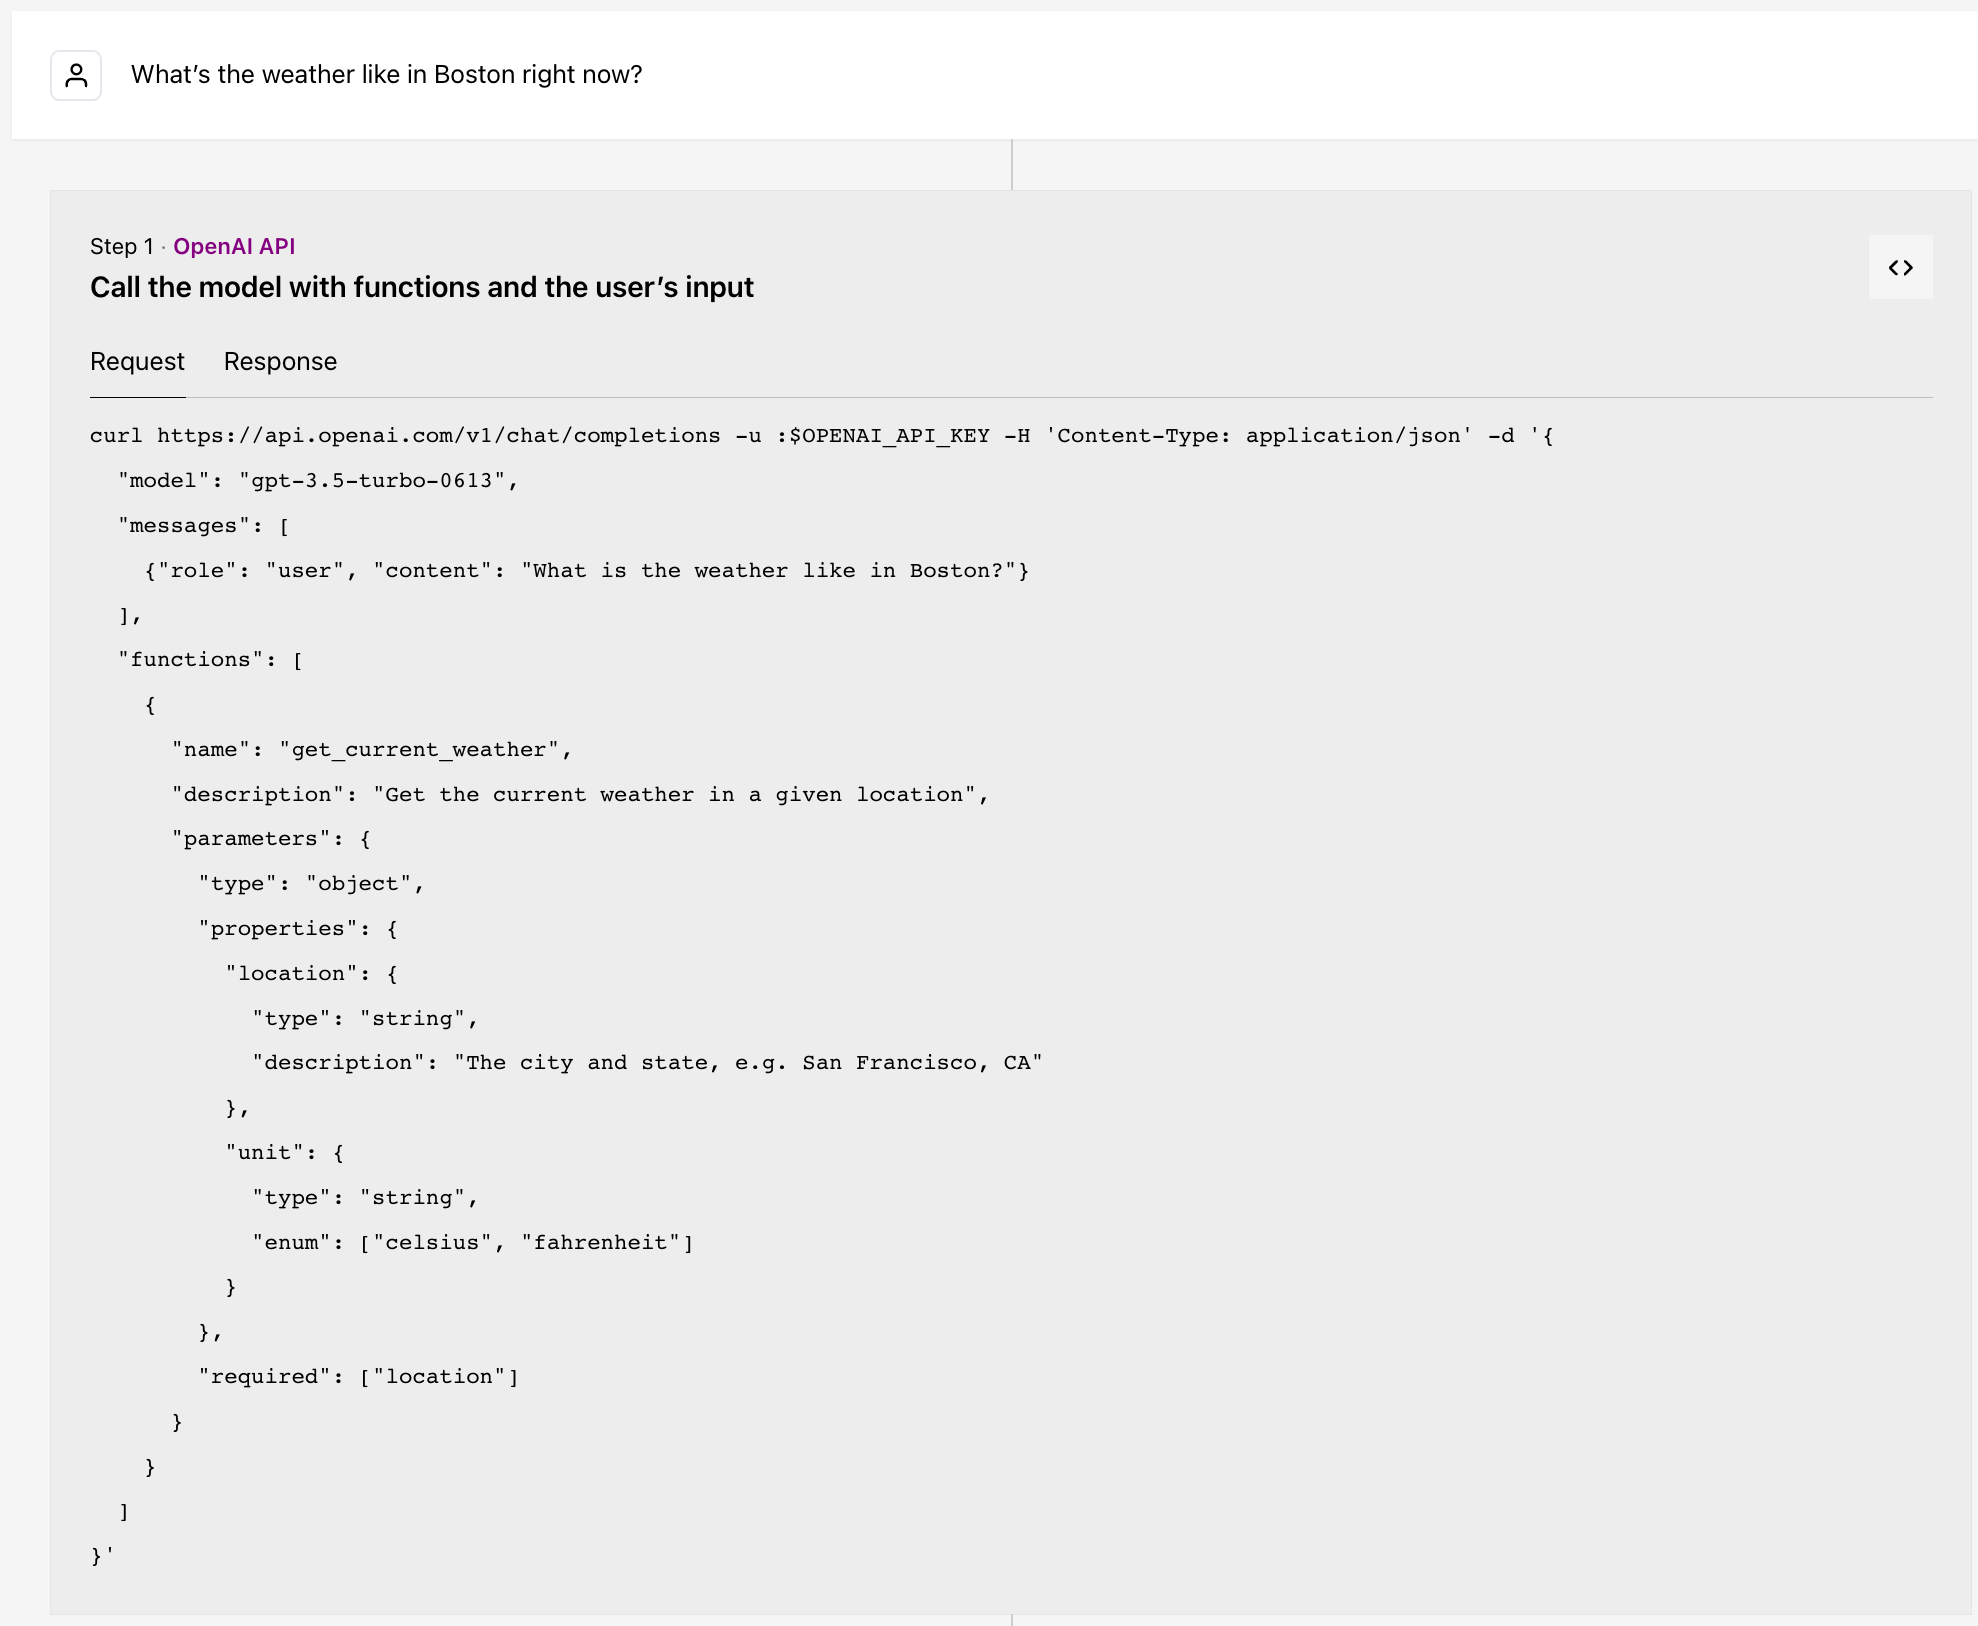 What’s the weather like in Boston right now?
Step 1 · OpenAI API
Call the model with functions and the user’s input
Request Response
curl https://api.openai.com/v1/chat/completions -u :$OPENAI_API_KEY -H 'Content-Type: application/json' -d '{
  "model": "gpt-3.5-turbo-0613",
  "messages": [
    {"role": "user", "content": "What is the weather like in Boston?"}
  ],
  "functions": [
    {
      "name": "get_current_weather",
      "description": "Get the current weather in a given location",
      "parameters": {
        "type": "object",
        "properties": {
          "location": {
            "type": "string",
            "description": "The city and state, e.g. San Francisco, CA"
          },
          "unit": {
            "type": "string",
            "enum": ["celsius", "fahrenheit"]
          }
        },
        "required": ["location"]
      }
    }
  ]
}'